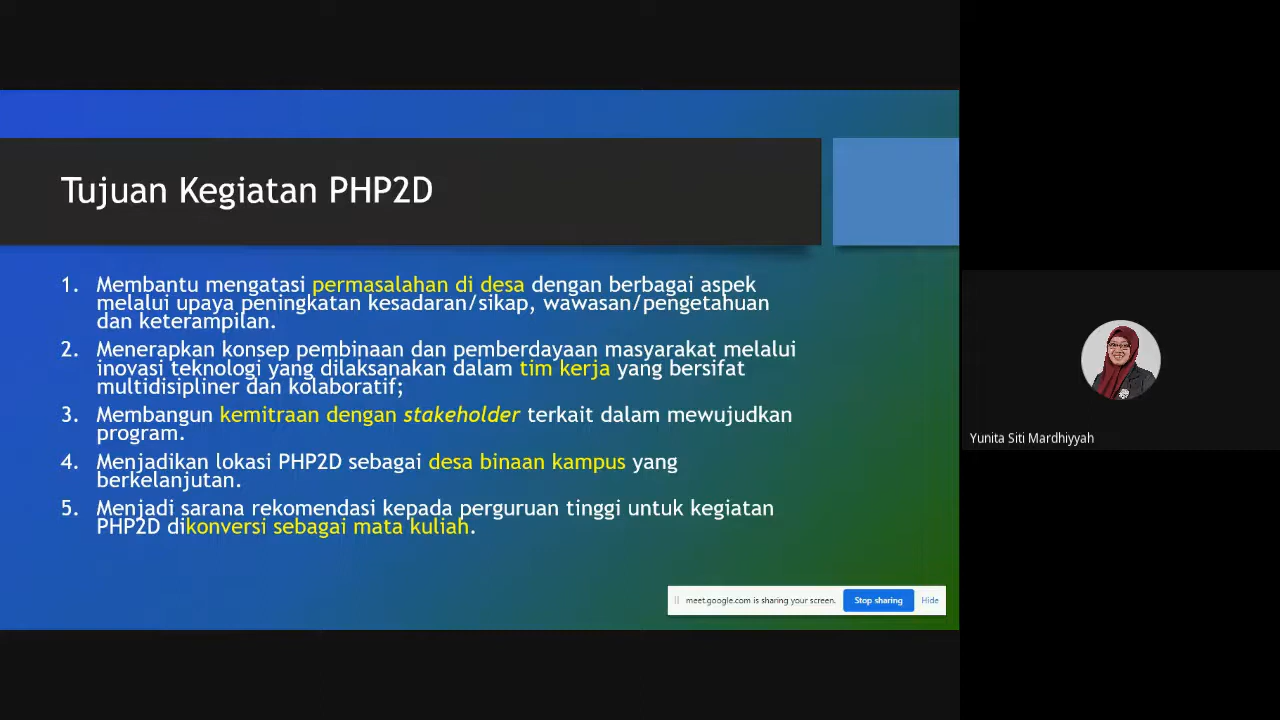 Tujuan Kegiatan PHP2D
1. Membantu mengatasi permasalahan di desa dengan berbagai aspek
melalui upaya peningkatan kesadaran/sikap, wawasan/pengetahuan
dan keterampilan.
2. Menerapkan konsep pembinaan dan pemberdayaan masyarakat melalui
inovasi teknologi yang dilaksanakan dalam tim kerja yang bersifat
multidisipliner dan kolaboratif;
3. Membangun kemitraan dengan stakeholder terkait dalam mewujudkan
program.
4. Menjadikan lokasi PHP2D sebagai desa binaan kampus yang
berkelanjutan.
5. Menjadi sarana rekomendasi kepada perguruan tinggi untuk kegiatan
PHP2D dikonversi sebagai mata kuliah.
meet.google.com is sharing your screen. Stop sharing Hide
Yunita Siti Mardhiyyah